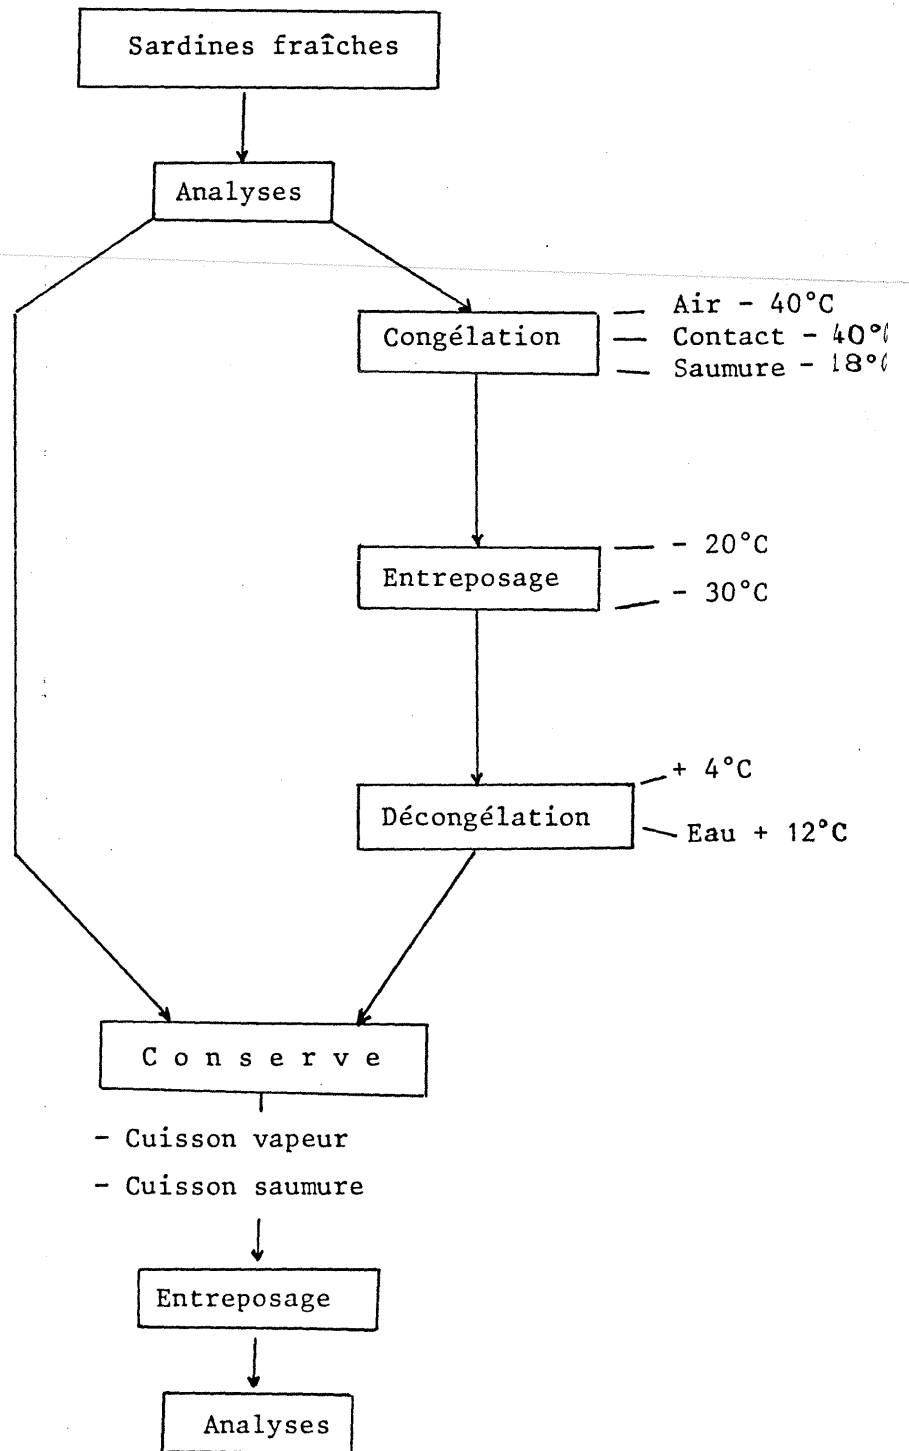 Sardines fraîches
Analyses
Congélation
Air - 40°C
Contact - 40°
Saumure - 18°
Entreposage
- 20°C
- 30°C
Décongélation
+ 4°C
Eau + 12°C
C o n s e r v e
- Cuisson vapeur
- Cuisson saumure
Entreposage
Analyses